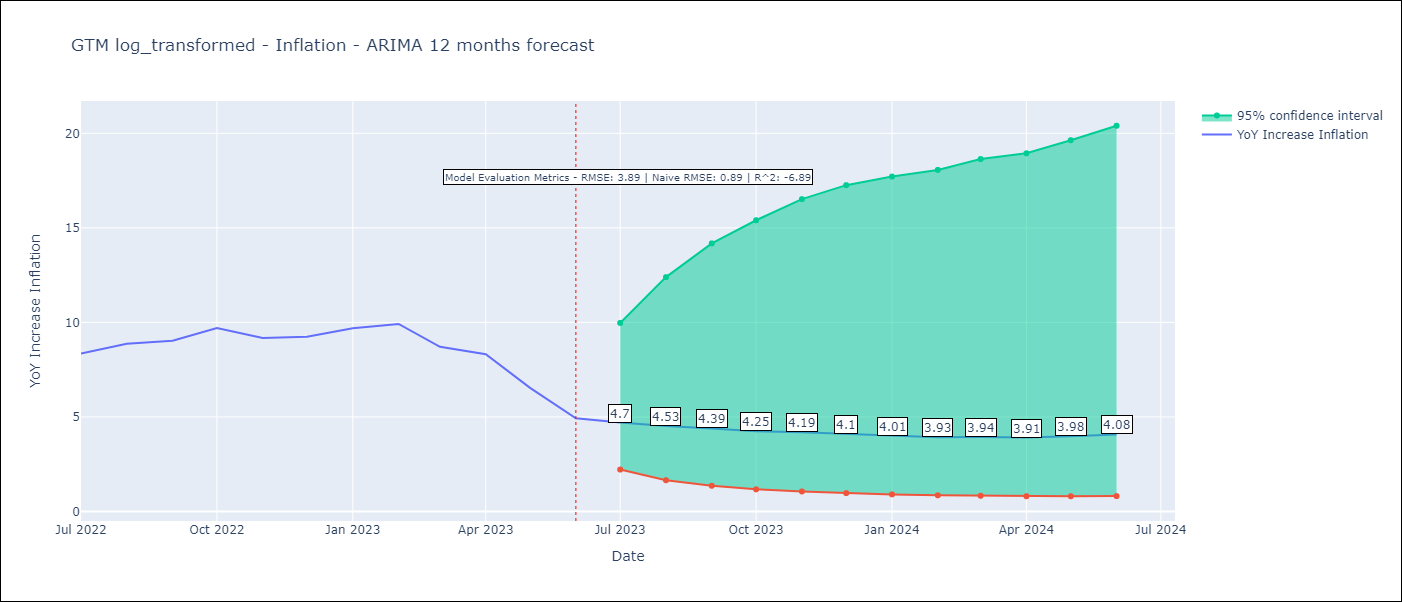 GTM log_transformed - Inflation - ARIMA 12 months forecast
95% confidence interval
YoY Increase Inflation
Model Evaluation Metrics - RMSE: 3.89 | Naive RMSE: 0.89 | R^2: -6.89
YoY Increase Inflation
20
15
10
5
0
4.7
4.53
4.39
4.25
4.19
4.1
4.01
3.93
3.94
3.91
3.98
4.08
Jul 2022
Oct 2022
Jan 2023
Apr 2023
Jul 2023
Oct 2023
Jan 2024
Apr 2024
Jul 2024
Date